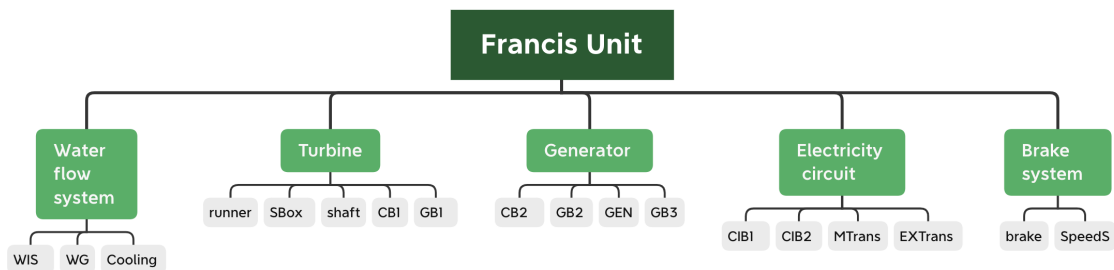 Francis Unit
Water
flow
system
Turbine
Generator
Electricity
circuit
Brake
system
runner
SBox
shaft
CB1
GB1
CB2
GB2
GEN
GB3
CIB1
CIB2
MTrans
EXTrans
brake
SpeedS
WIS
WG
Cooling